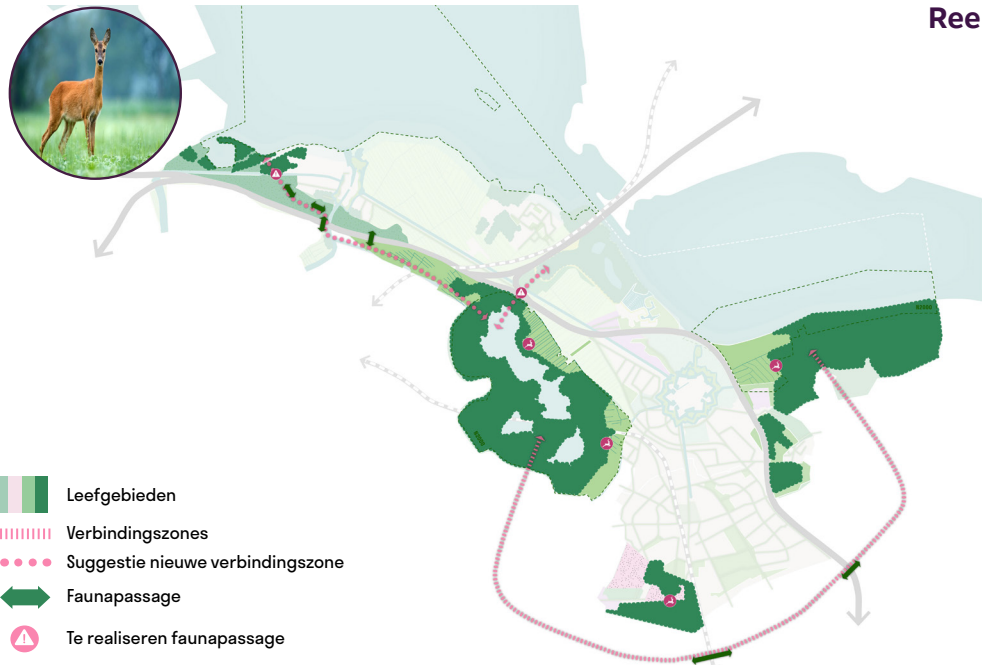 Ree
Leefgebieden
Verbindingszones
Suggestie nieuwe verbindingszone
Faunapassage
Te realiseren faunapassage